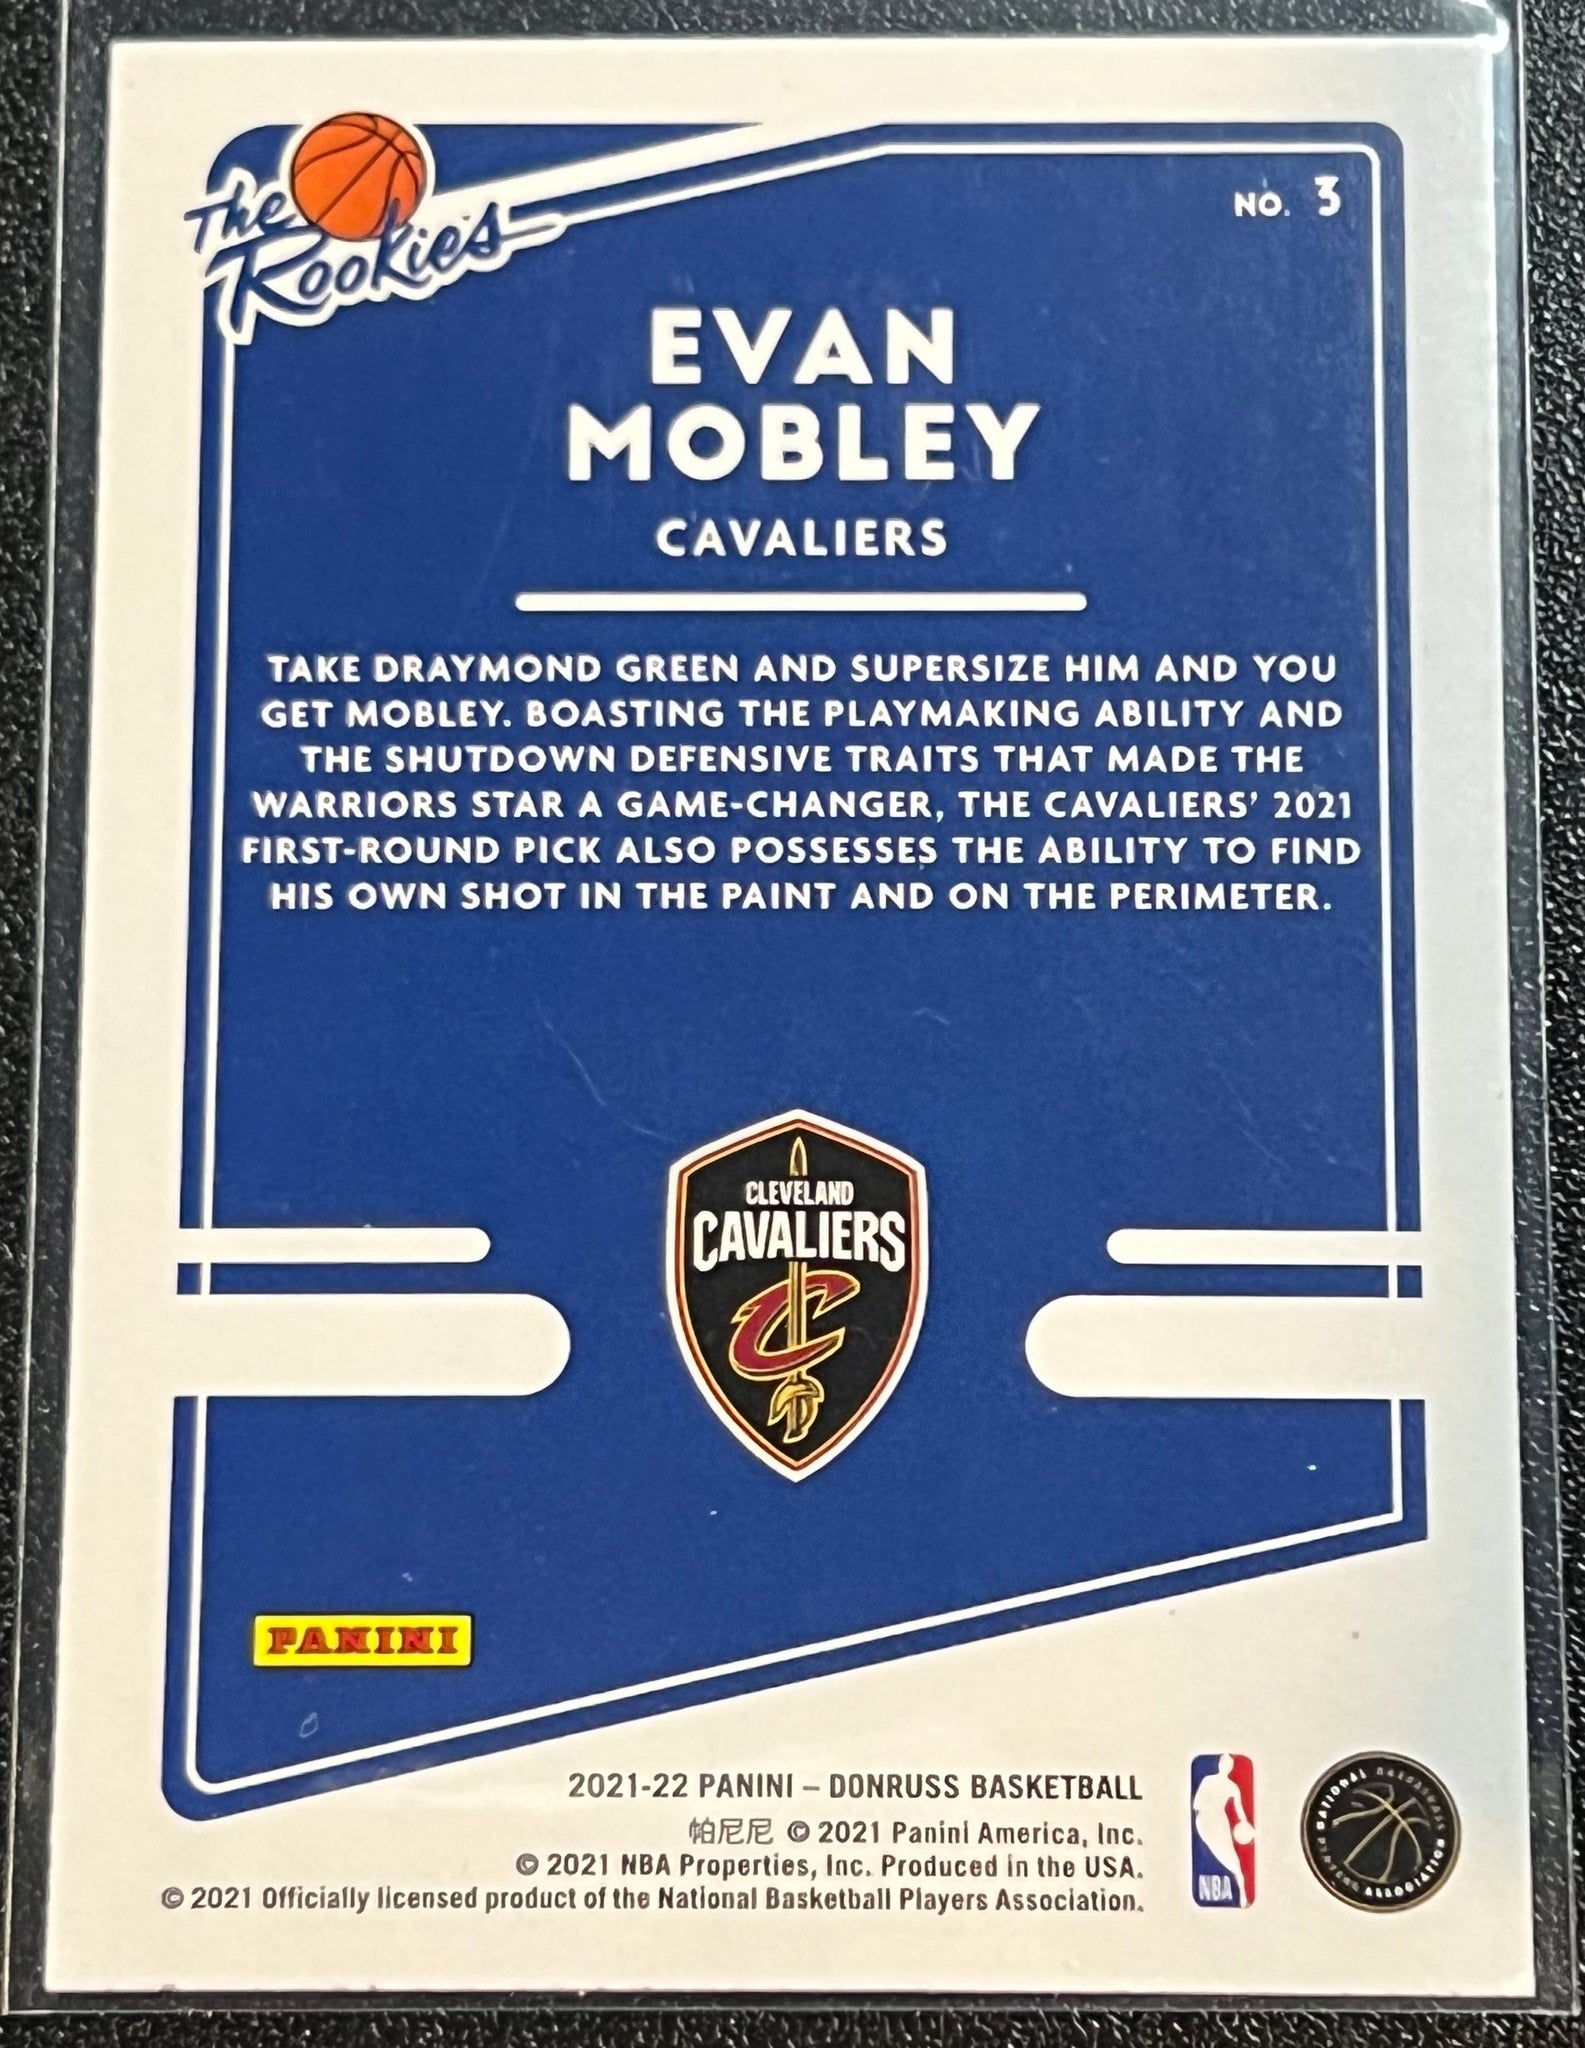 The
Rookies
NO. 3
EVAN
MOBLEY
CAVALIERS
TAKE DRAYMOND GREEN AND SUPERSIZE HIM AND YOU
GET MOBLEY. BOASTING THE PLAYMAKING ABILITY AND
THE SHUTDOWN DEFENSIVE TRAITS THAT MADE THE
WARRIORS STAR A GAME-CHANGER, THE CAVALIERS' 2021
FIRST-ROUND PICK ALSO POSSESSES THE ABILITY TO FIND
HIS OWN SHOT IN THE PAINT AND ON THE PERIMETER.
CLEVELAND
CAVALIERS
C
PANINI
2021-22 PANINI – DONRUSS BASKETBALL
帕尼尼 © 2021 Panini America, Inc.
© 2021 NBA Properties, Inc. Produced in the USA.
© 2021 Officially licensed product of the National Basketball Players Association.
NBA
NATIONAL BASKETBALL
PLAYERS ASSOCIATION